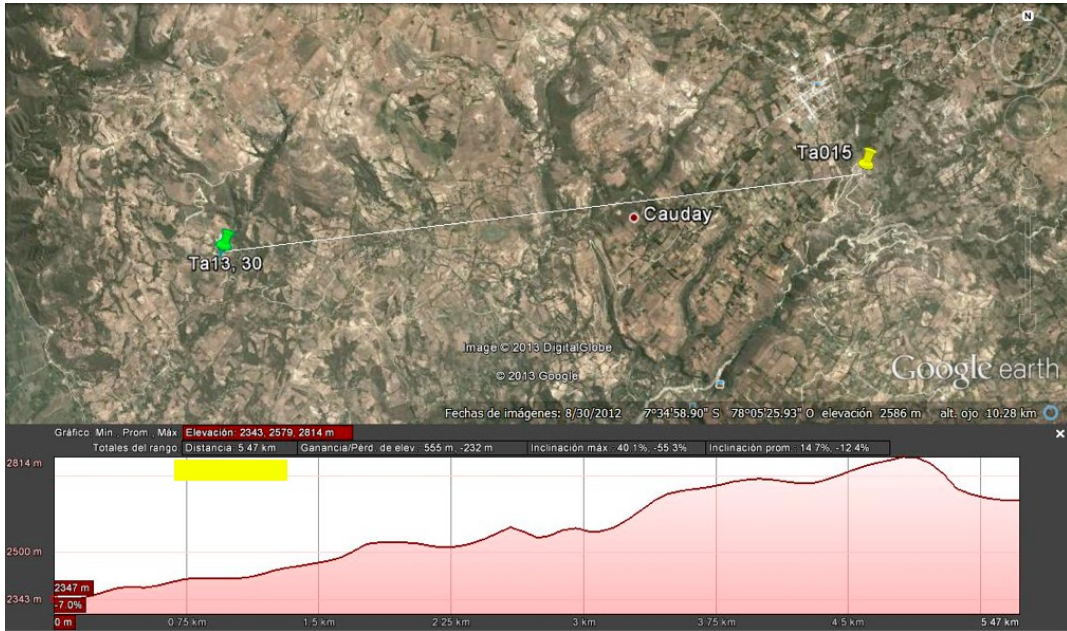 N
Ta015
Cauday
Ta13, 30
Image © 2013 DigitalGlobe
© 2013 Google
Google earth
Fechas de imágenes: 8/30/2012 7°34'58.90" S 78°05'25.93" O elevación 2586 m alt. ojo 10.28 km
Gráfico Mín., Prom., Máx Elevación: 2343, 2579, 2814 m
Totales del rango Distancia: 5.47 km Ganancia/Pérd. de elev.: 555 m, -232 m Inclinación máx.: 40.1%, -55.3% Inclinación prom.: 14.7%, -12.4%
2814 m
2500 m
2347 m
2343 m
-7.0%
0 m 0.75 km 1.5 km 2.25 km 3 km 3.75 km 4.5 km 5.47 km